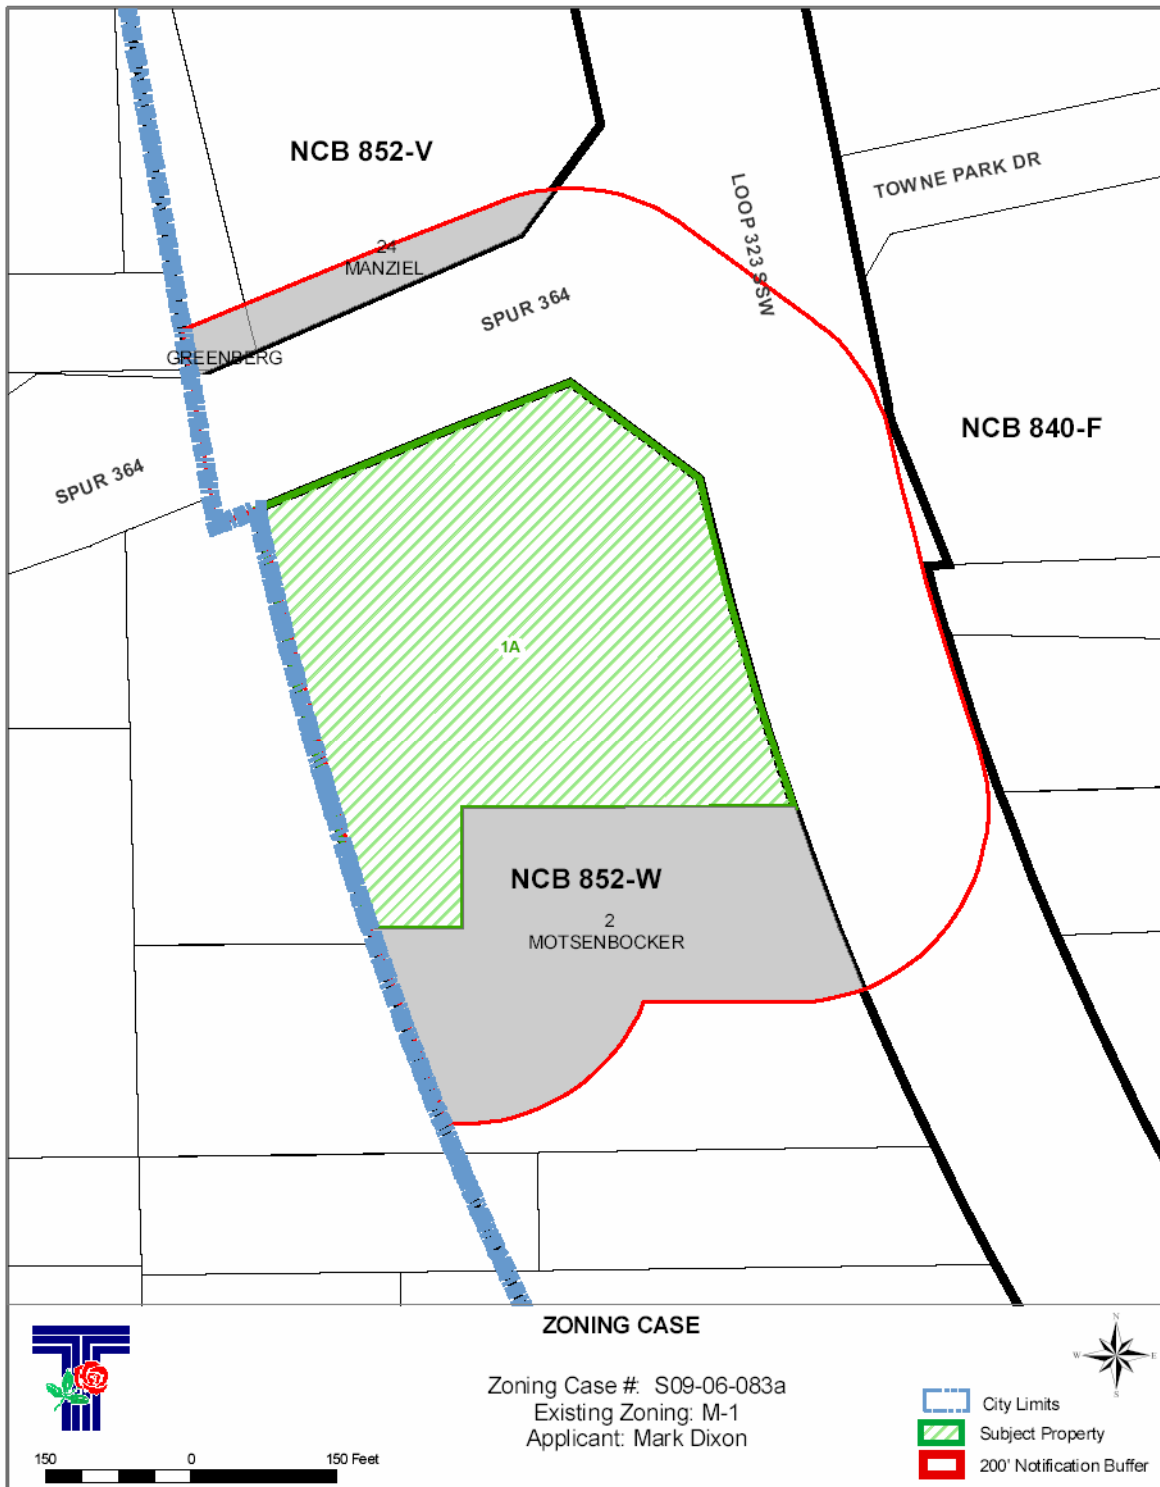 NCB 852-V
TOWNE PARK DR
LOOP 323 SSW
24
MANZIEL
SPUR 364
GREENBERG
NCB 840-F
SPUR 364
1A
NCB 852-W
2
MOTSENBOCKER
ZONING CASE
Zoning Case #: S09-06-083a
Existing Zoning: M-1
Applicant: Mark Dixon
N
W
E
S
City Limits
Subject Property
200' Notification Buffer
150
0
150 Feet